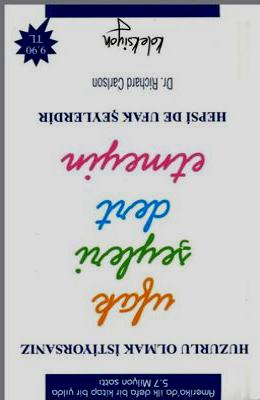 Amerika'da ilk defa bir kitap bir yılda
5.7 Milyon sattı
HUZURLU OLMAK İSTİYORSANIZ
ufak
şeyleri
dert
etmeyin
HEPSİ DE UFAK ŞEYLERDİR
Dr. Richard Carlson
koleksiyon
9.90
TL